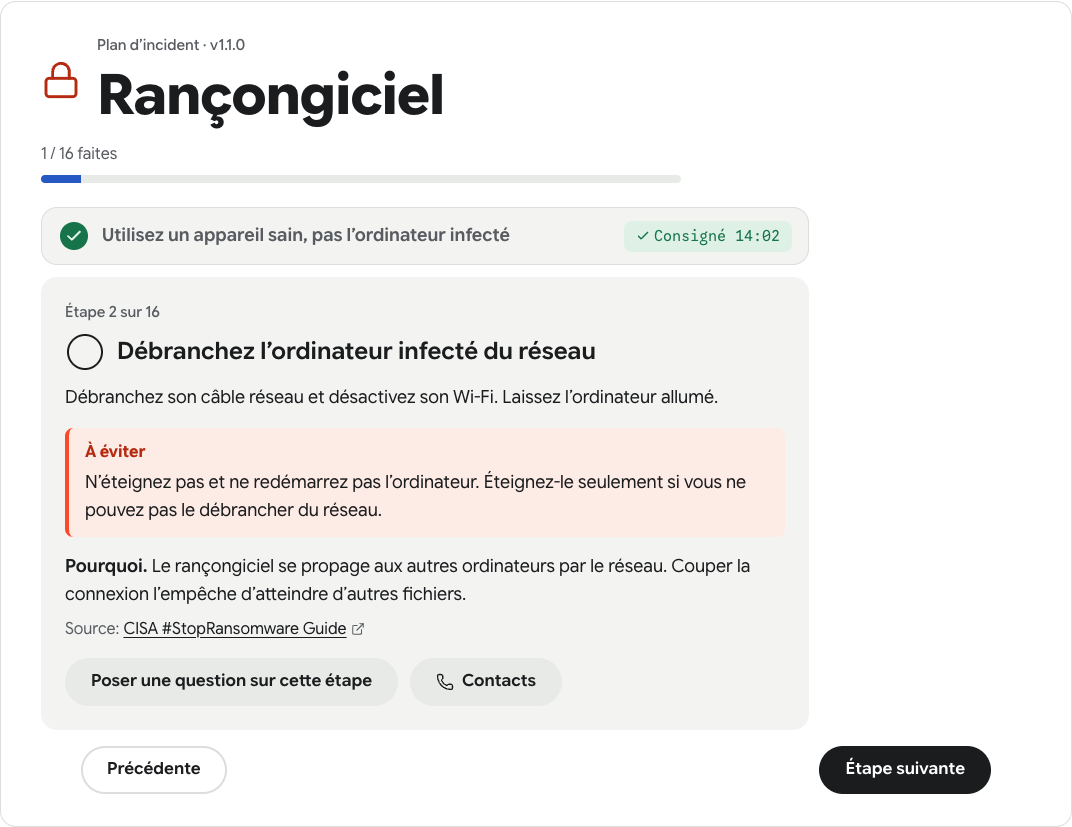 Plan d’incident · v1.1.0
Rançongiciel
1 / 16 faites
Utilisez un appareil sain, pas l’ordinateur infecté
Consigné 14:02
Étape 2 sur 16
Débranchez l’ordinateur infecté du réseau
Débranchez son câble réseau et désactivez son Wi-Fi. Laissez l’ordinateur allumé.
À éviter
N’éteignez pas et ne redémarrez pas l’ordinateur. Éteignez-le seulement si vous ne
pouvez pas le débrancher du réseau.
Pourquoi. Le rançongiciel se propage aux autres ordinateurs par le réseau. Couper la
connexion l’empêche d’atteindre d’autres fichiers.
Source: CISA #StopRansomware Guide
Poser une question sur cette étape
Contacts
Précédente
Étape suivante